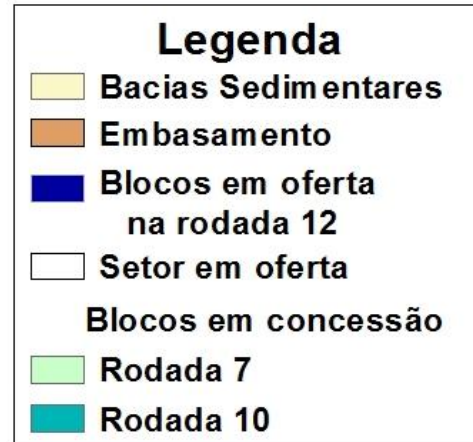 Legenda
Bacias Sedimentares
Embasamento
Blocos em oferta
na rodada 12
Setor em oferta
Blocos em concessão
Rodada 7
Rodada 10